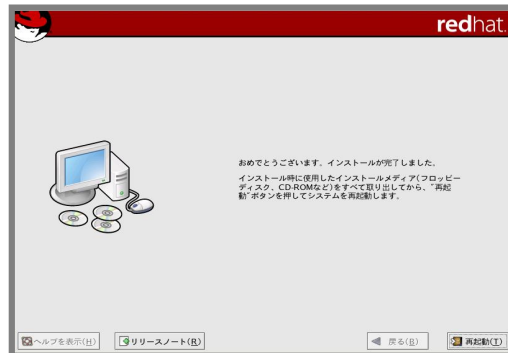 redhat.
おめでとうございます。インストールが完了しました。
インストール時に使用したインストールメディア(フロッピー
ディスク、CD-ROMなど)をすべて取り出してから、"再起
動"ボタンを押してシステムを再起動します。
ヘルプを表示(H)
リリースノート(R)
戻る(B)
再起動(T)